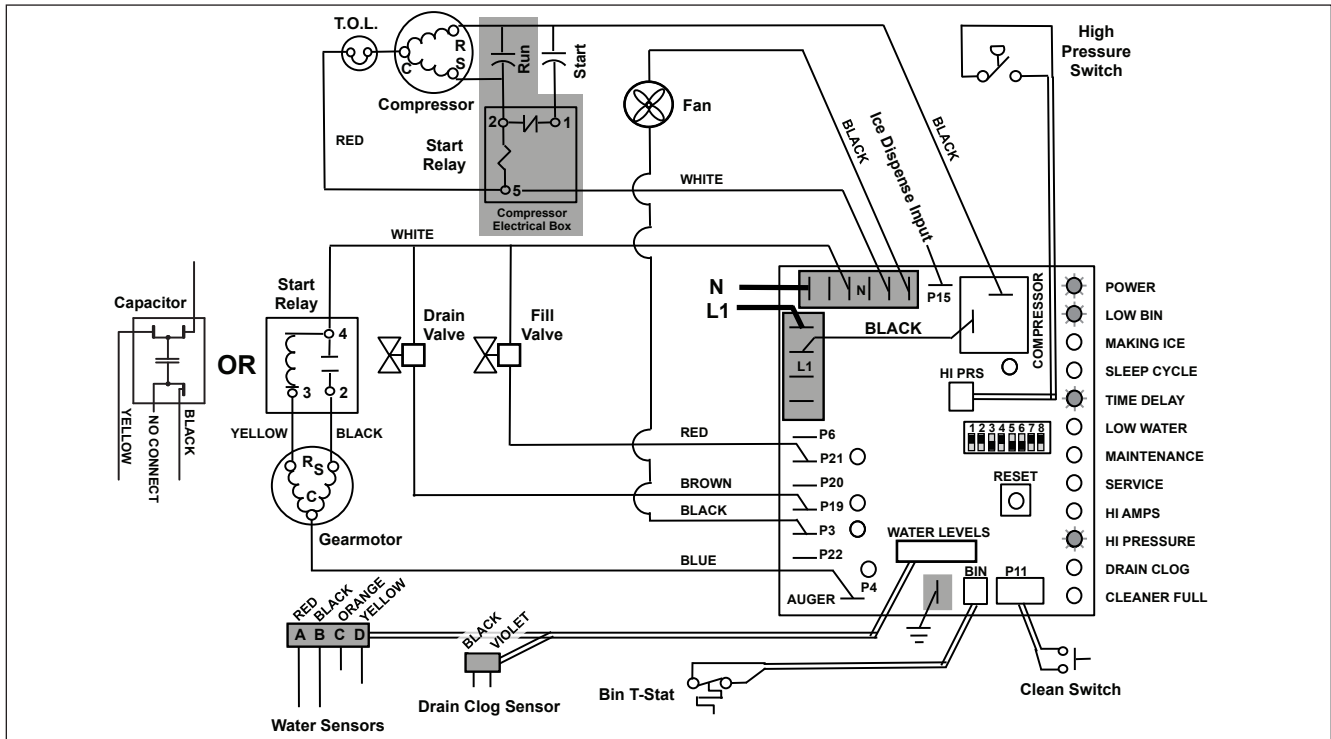 T.O.L.
R
S
C
Compressor
Run
Start
2
1
5
Start
Relay
Compressor
Electrical Box
RED
WHITE
Fan
BLACK
Ice Dispense Input
BLACK
High
Pressure
Switch
WHITE
Capacitor
YELLOW
NO CONNECT
BLACK
OR
Start
Relay
4
3
2
YELLOW
BLACK
R
S
C
Gearmotor
Drain
Valve
Fill
Valve
RED
BROWN
BLACK
BLUE
N
L1
N
P15
L1
BLACK
COMPRESSOR
HI PRS
P6
P21
P20
P19
P3
P22
P4
AUGER
1 2 3 4 5 6 7 8
RESET
WATER LEVELS
BIN
P11
POWER
LOW BIN
MAKING ICE
SLEEP CYCLE
TIME DELAY
LOW WATER
MAINTENANCE
SERVICE
HI AMPS
HI PRESSURE
DRAIN CLOG
CLEANER FULL
RED
BLACK
ORANGE
YELLOW
A B C D
Water Sensors
BLACK
VIOLET
Drain Clog Sensor
Bin T-Stat
Clean Switch